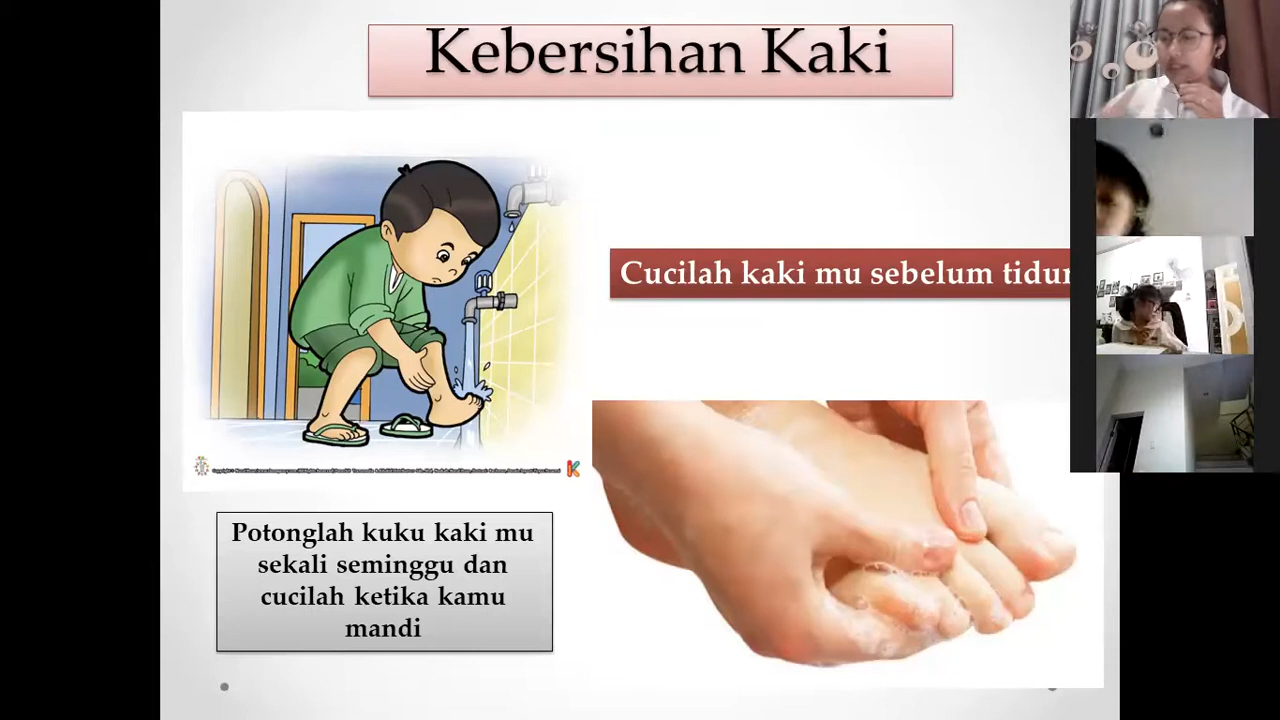 Kebersihan Kaki
Cucilah kaki mu sebelum tidur
Potonglah kuku kaki mu
sekali seminggu dan
cucilah ketika kamu
mandi